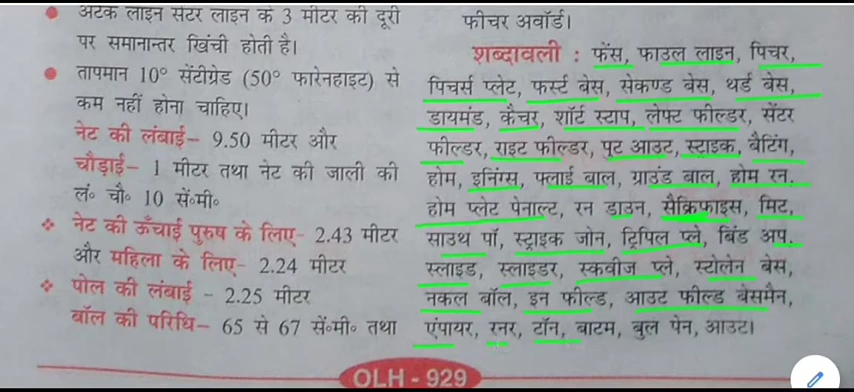 अटैक लाइन सेंटर लाइन के 3 मीटर की दूरी
पर समानान्तर खिंची होती है।
तापमान 10° सेंटीग्रेड (50° फारेनहाइट) से
कम नहीं होना चाहिए।
नेट की लंबाई– 9.50 मीटर और
चौड़ाई– 1 मीटर तथा नेट की जाली की
लं॰ चौ॰ 10 सें॰मी॰
नेट की ऊँचाई पुरुष के लिए– 2.43 मीटर
और महिला के लिए– 2.24 मीटर
पोल की लंबाई – 2.25 मीटर
बॉल की परिधि– 65 से 67 सें॰मी॰ तथा
फीचर अवॉर्ड।
शब्दावली : फेंस, फाउल लाइन, पिचर,
पिचर्स प्लेट, फर्स्ट बेस, सेकण्ड बेस, थर्ड बेस,
डायमंड, कैचर, शॉर्ट स्टाप, लेफ्ट फील्डर, सेंटर
फील्डर, राइट फील्डर, पुट आउट, स्ट्राइक, बैटिंग,
होम, इनिंग्स, फ्लाई बाल, ग्राउंड बाल, होम रन.
होम प्लेट पेनाल्ट, रन डाउन, सैक्रिफाइस, मिट,
साउथ पॉ, स्ट्राइक जोन, ट्रिपिल प्ले, बिंड अप.
स्लाइड, स्लाइडर, स्कवीज प्ले, स्टोलेन बेस,
नकल बॉल, इन फील्ड, आउट फील्ड बेसमैन,
एंपायर, रनर, टॉन, बाटम, बुल पेन, आउट।
OLH - 929